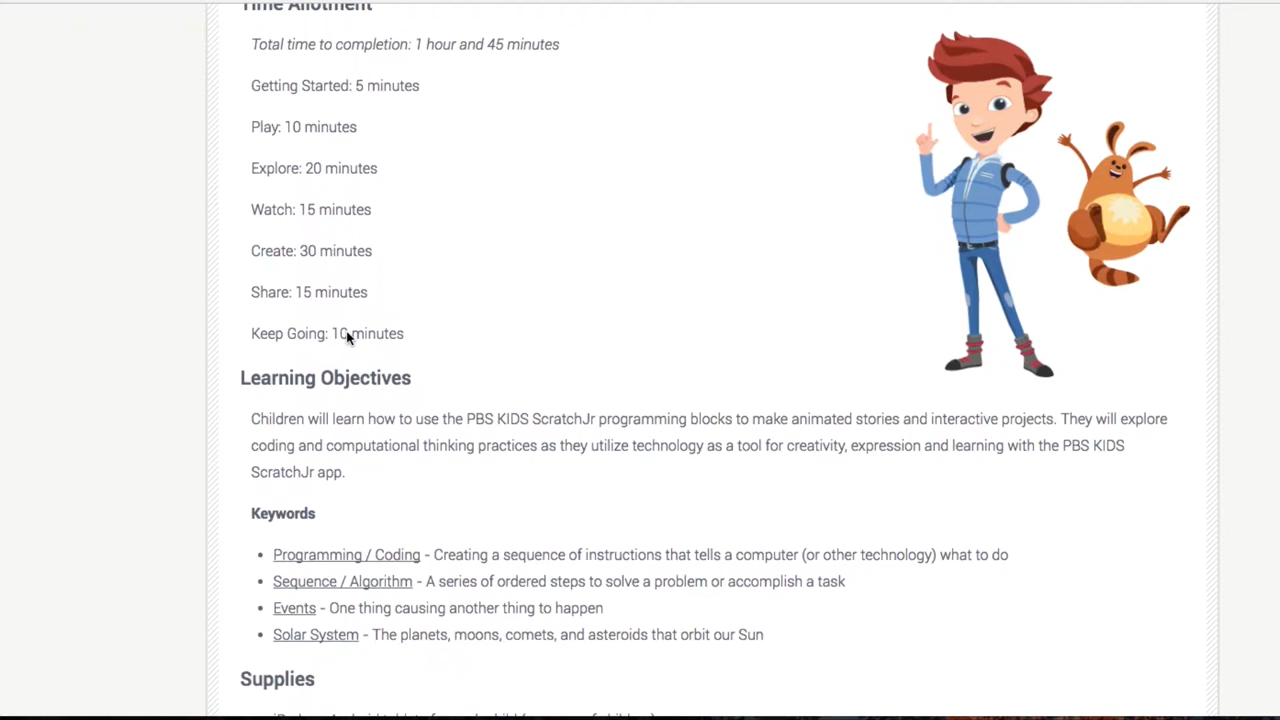 Time Allotment
Total time to completion: 1 hour and 45 minutes
Getting Started: 5 minutes
Play: 10 minutes
Explore: 20 minutes
Watch: 15 minutes
Create: 30 minutes
Share: 15 minutes
Keep Going: 10 minutes
Learning Objectives
Children will learn how to use the PBS KIDS ScratchJr programming blocks to make animated stories and interactive projects. They will explore
coding and computational thinking practices as they utilize technology as a tool for creativity, expression and learning with the PBS KIDS
ScratchJr app.
Keywords
• Programming / Coding - Creating a sequence of instructions that tells a computer (or other technology) what to do
• Sequence / Algorithm - A series of ordered steps to solve a problem or accomplish a task
• Events - One thing causing another thing to happen
• Solar System - The planets, moons, comets, and asteroids that orbit our Sun
Supplies